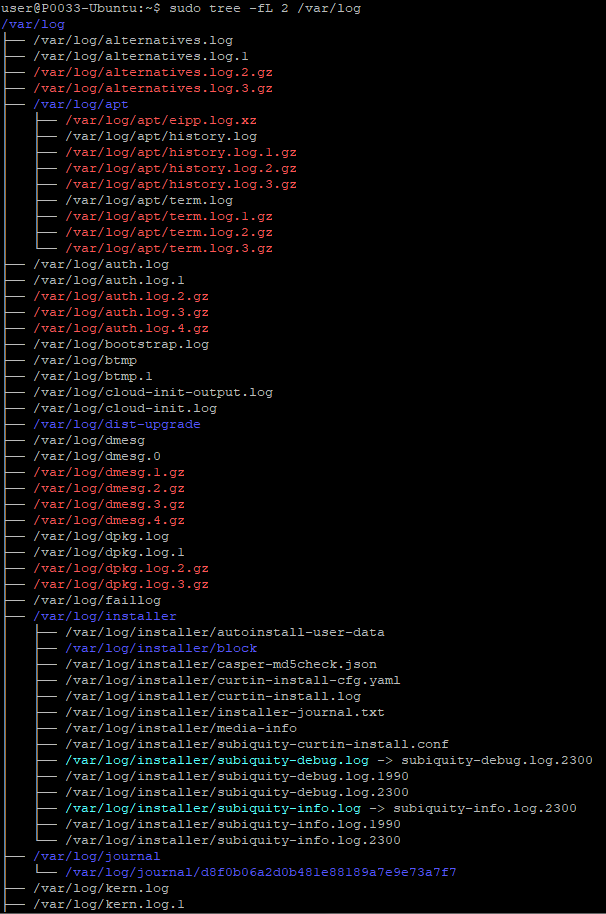 user@P0033-Ubuntu:~$ sudo tree -fL 2 /var/log
/var/log
├── /var/log/alternatives.log
├── /var/log/alternatives.log.1
├── /var/log/alternatives.log.2.gz
├── /var/log/alternatives.log.3.gz
├── /var/log/apt
│   ├── /var/log/apt/eipp.log.xz
│   ├── /var/log/apt/history.log
│   ├── /var/log/apt/history.log.1.gz
│   ├── /var/log/apt/history.log.2.gz
│   ├── /var/log/apt/history.log.3.gz
│   ├── /var/log/apt/term.log
│   ├── /var/log/apt/term.log.1.gz
│   ├── /var/log/apt/term.log.2.gz
│   └── /var/log/apt/term.log.3.gz
├── /var/log/auth.log
├── /var/log/auth.log.1
├── /var/log/auth.log.2.gz
├── /var/log/auth.log.3.gz
├── /var/log/auth.log.4.gz
├── /var/log/bootstrap.log
├── /var/log/btmp
├── /var/log/btmp.1
├── /var/log/cloud-init-output.log
├── /var/log/cloud-init.log
├── /var/log/dist-upgrade
├── /var/log/dmesg
├── /var/log/dmesg.0
├── /var/log/dmesg.1.gz
├── /var/log/dmesg.2.gz
├── /var/log/dmesg.3.gz
├── /var/log/dmesg.4.gz
├── /var/log/dpkg.log
├── /var/log/dpkg.log.1
├── /var/log/dpkg.log.2.gz
├── /var/log/dpkg.log.3.gz
├── /var/log/faillog
├── /var/log/installer
│   ├── /var/log/installer/autoinstall-user-data
│   ├── /var/log/installer/block
│   ├── /var/log/installer/casper-md5check.json
│   ├── /var/log/installer/curtin-install-cfg.yaml
│   ├── /var/log/installer/curtin-install.log
│   ├── /var/log/installer/installer-journal.txt
│   ├── /var/log/installer/media-info
│   ├── /var/log/installer/subiquity-curtin-install.conf
│   ├── /var/log/installer/subiquity-debug.log -> subiquity-debug.log.2300
│   ├── /var/log/installer/subiquity-debug.log.1990
│   ├── /var/log/installer/subiquity-debug.log.2300
│   ├── /var/log/installer/subiquity-info.log -> subiquity-info.log.2300
│   ├── /var/log/installer/subiquity-info.log.1990
│   └── /var/log/installer/subiquity-info.log.2300
├── /var/log/journal
│   └── /var/log/journal/d8f0b06a2d0b481e88189a7e9e73a7f7
├── /var/log/kern.log
├── /var/log/kern.log.1